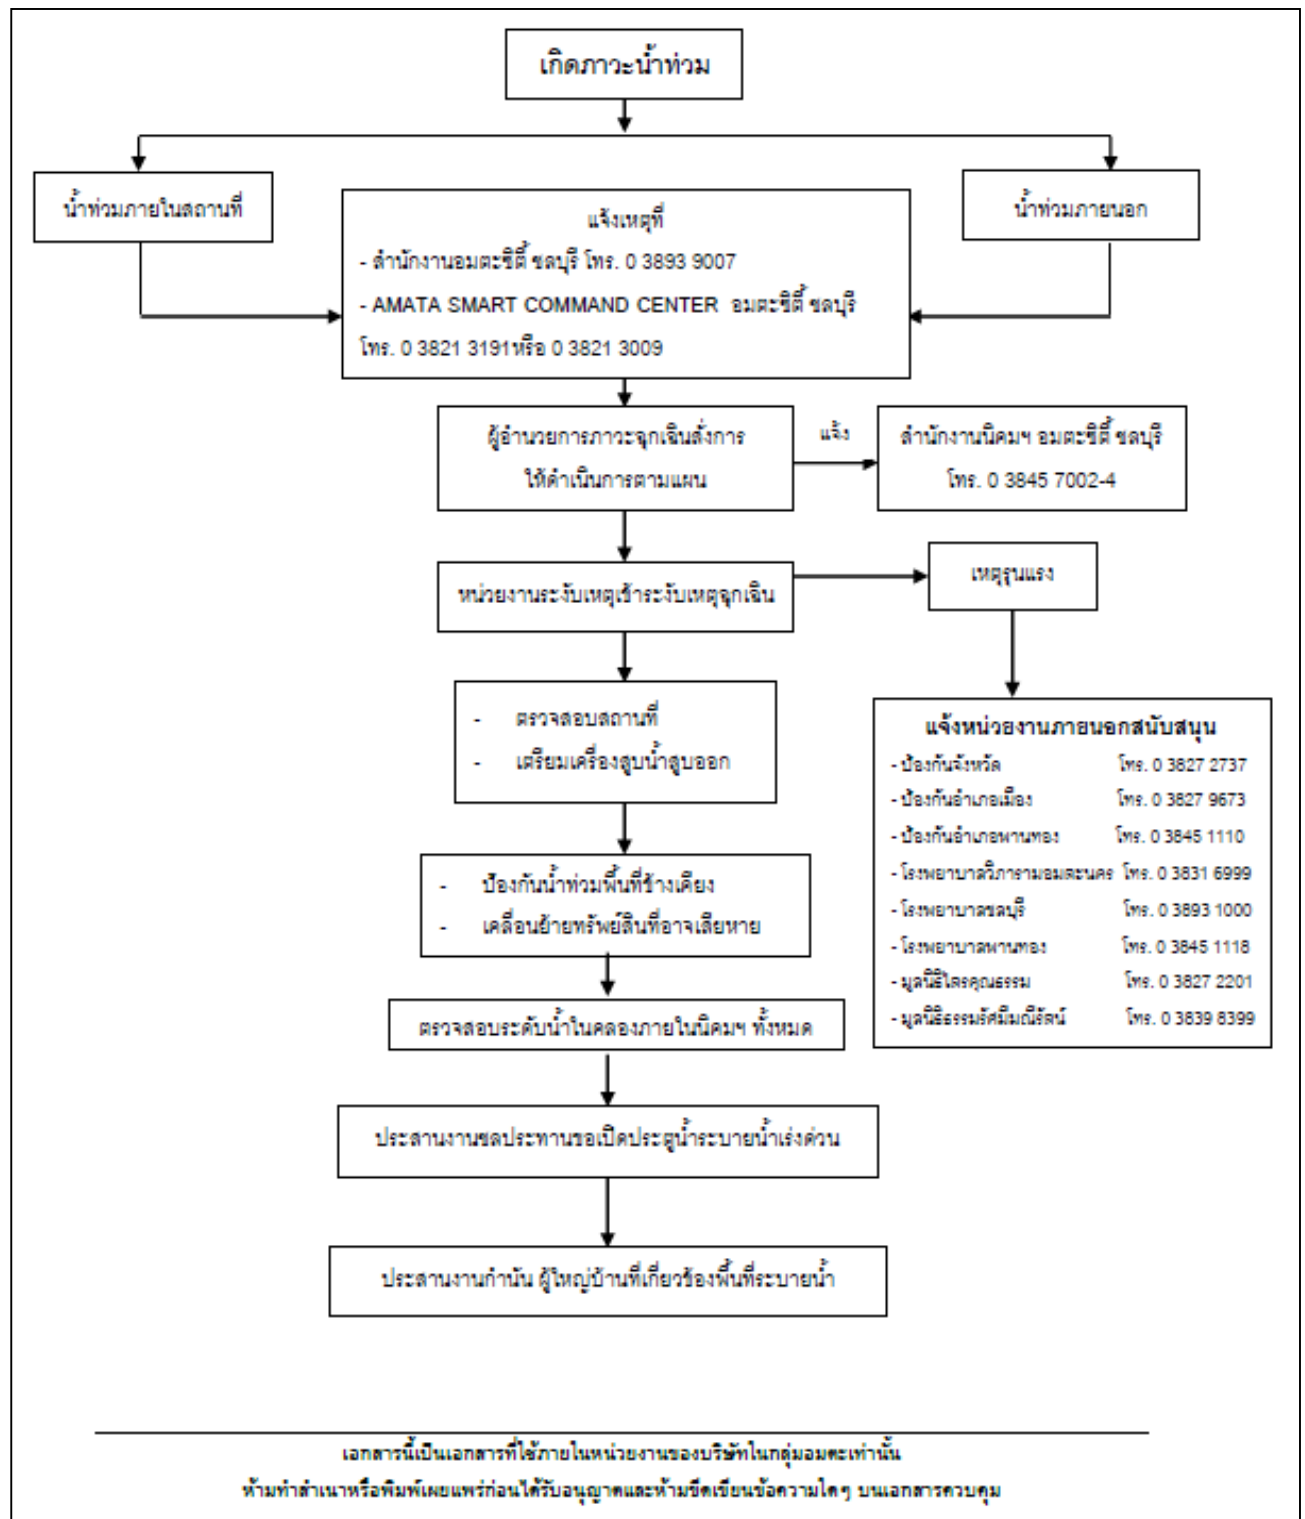 เกิดภาวะน้ำท่วม
น้ำท่วมภายในสถานที่
น้ำท่วมภายนอก
แจ้งเหตุที่
- สำนักงานอมตะซิตี้ ชลบุรี โทร. 0 3893 9007
- AMATA SMART COMMAND CENTER อมตะซิตี้ ชลบุรี
โทร. 0 3821 3191หรือ 0 3821 3009
ผู้อำนวยการภาวะฉุกเฉินสั่งการ
ให้ดำเนินการตามแผน
แจ้ง
สำนักงานนิคมฯ อมตะซิตี้ ชลบุรี
โทร. 0 3845 7002-4
หน่วยงานระงับเหตุเข้าระงับเหตุฉุกเฉิน
เหตุรุนแรง
- ตรวจสอบสถานที่
- เตรียมเครื่องสูบน้ำสูบออก
แจ้งหน่วยงานภายนอกสนับสนุน
- ป้องกันจังหวัด โทร. 0 3827 2737
- ป้องกันอำเภอเมือง โทร. 0 3827 9673
- ป้องกันอำเภอพานทอง โทร. 0 3845 1110
- โรงพยาบาลวิภารามอมตะนคร โทร. 0 3831 6999
- โรงพยาบาลชลบุรี โทร. 0 3893 1000
- โรงพยาบาลพานทอง โทร. 0 3845 1118
- มูลนิธิไตรคุณธรรม โทร. 0 3827 2201
- มูลนิธิธรรมรัศมีมณีรัตน์ โทร. 0 3839 8399
- ป้องกันน้ำท่วมพื้นที่ข้างเคียง
- เคลื่อนย้ายทรัพย์สินที่อาจเสียหาย
ตรวจสอบระดับน้ำในคลองภายในนิคมฯ ทั้งหมด
ประสานงานชลประทานขอเปิดประตูน้ำระบายน้ำเร่งด่วน
ประสานงานกำนัน ผู้ใหญ่บ้านที่เกี่ยวข้องพื้นที่ระบายน้ำ
เอกสารนี้เป็นเอกสารที่ใช้ภายในหน่วยงานของบริษัทในกลุ่มอมตะเท่านั้น
ห้ามทำสำเนาหรือพิมพ์เผยแพร่ก่อนได้รับอนุญาตและห้ามขีดเขียนข้อความใดๆ บนเอกสารควบคุม